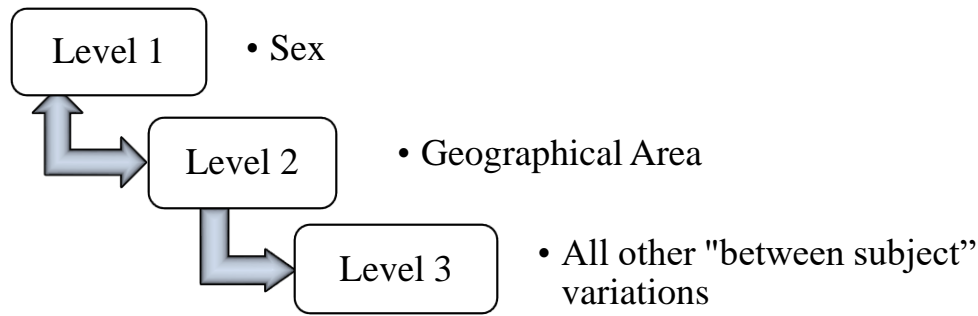 Level 1
• Sex
Level 2
• Geographical Area
Level 3
• All other "between subject”
variations